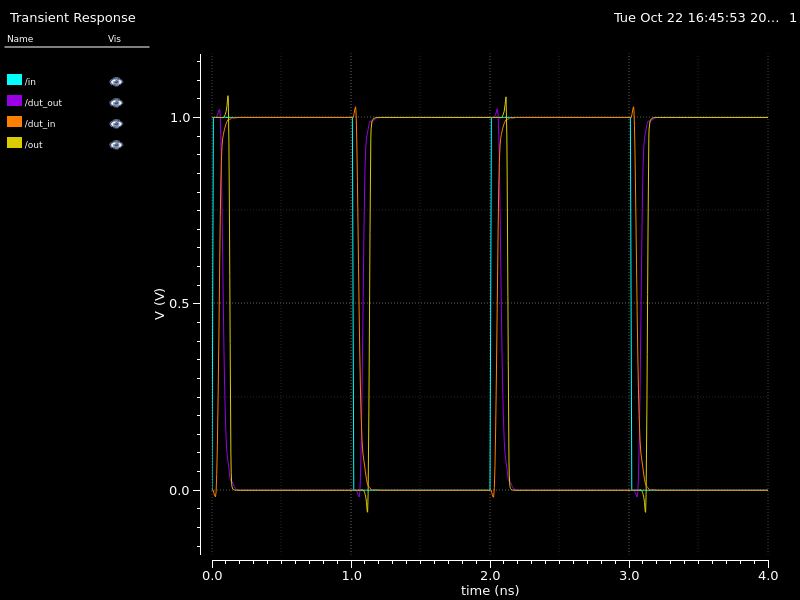 Transient Response
Tue Oct 22 16:45:53 20... 1
Name Vis
/in
/dut_out
/dut_in
/out
V (V)
1.0
0.5
0.0
0.0 1.0 2.0 3.0 4.0
time (ns)